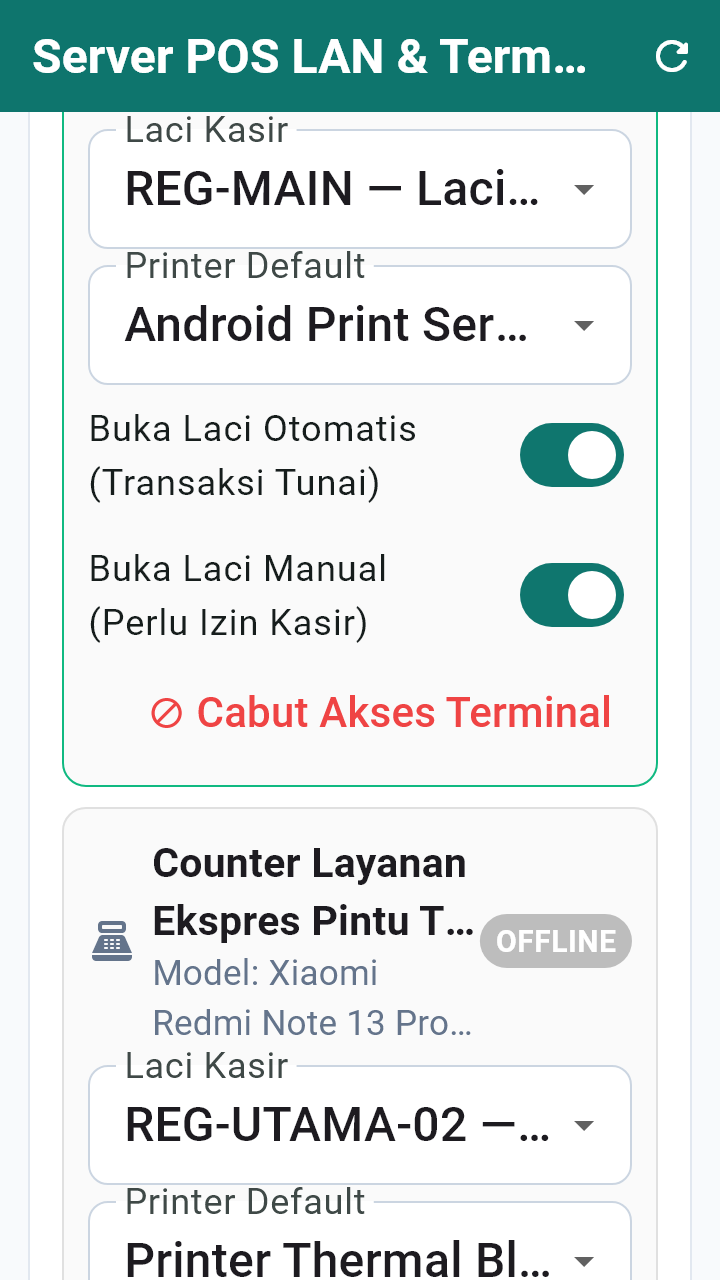 Server POS LAN & Term...
Laci Kasir
REG-MAIN — Laci...
Printer Default
Android Print Ser...
Buka Laci Otomatis
(Transaksi Tunai)
Buka Laci Manual
(Perlu Izin Kasir)
Cabut Akses Terminal
Counter Layanan
Ekspres Pintu T...
OFFLINE
Model: Xiaomi
Redmi Note 13 Pro...
Laci Kasir
REG-UTAMA-02 —...
Printer Default
Printer Thermal Bl...